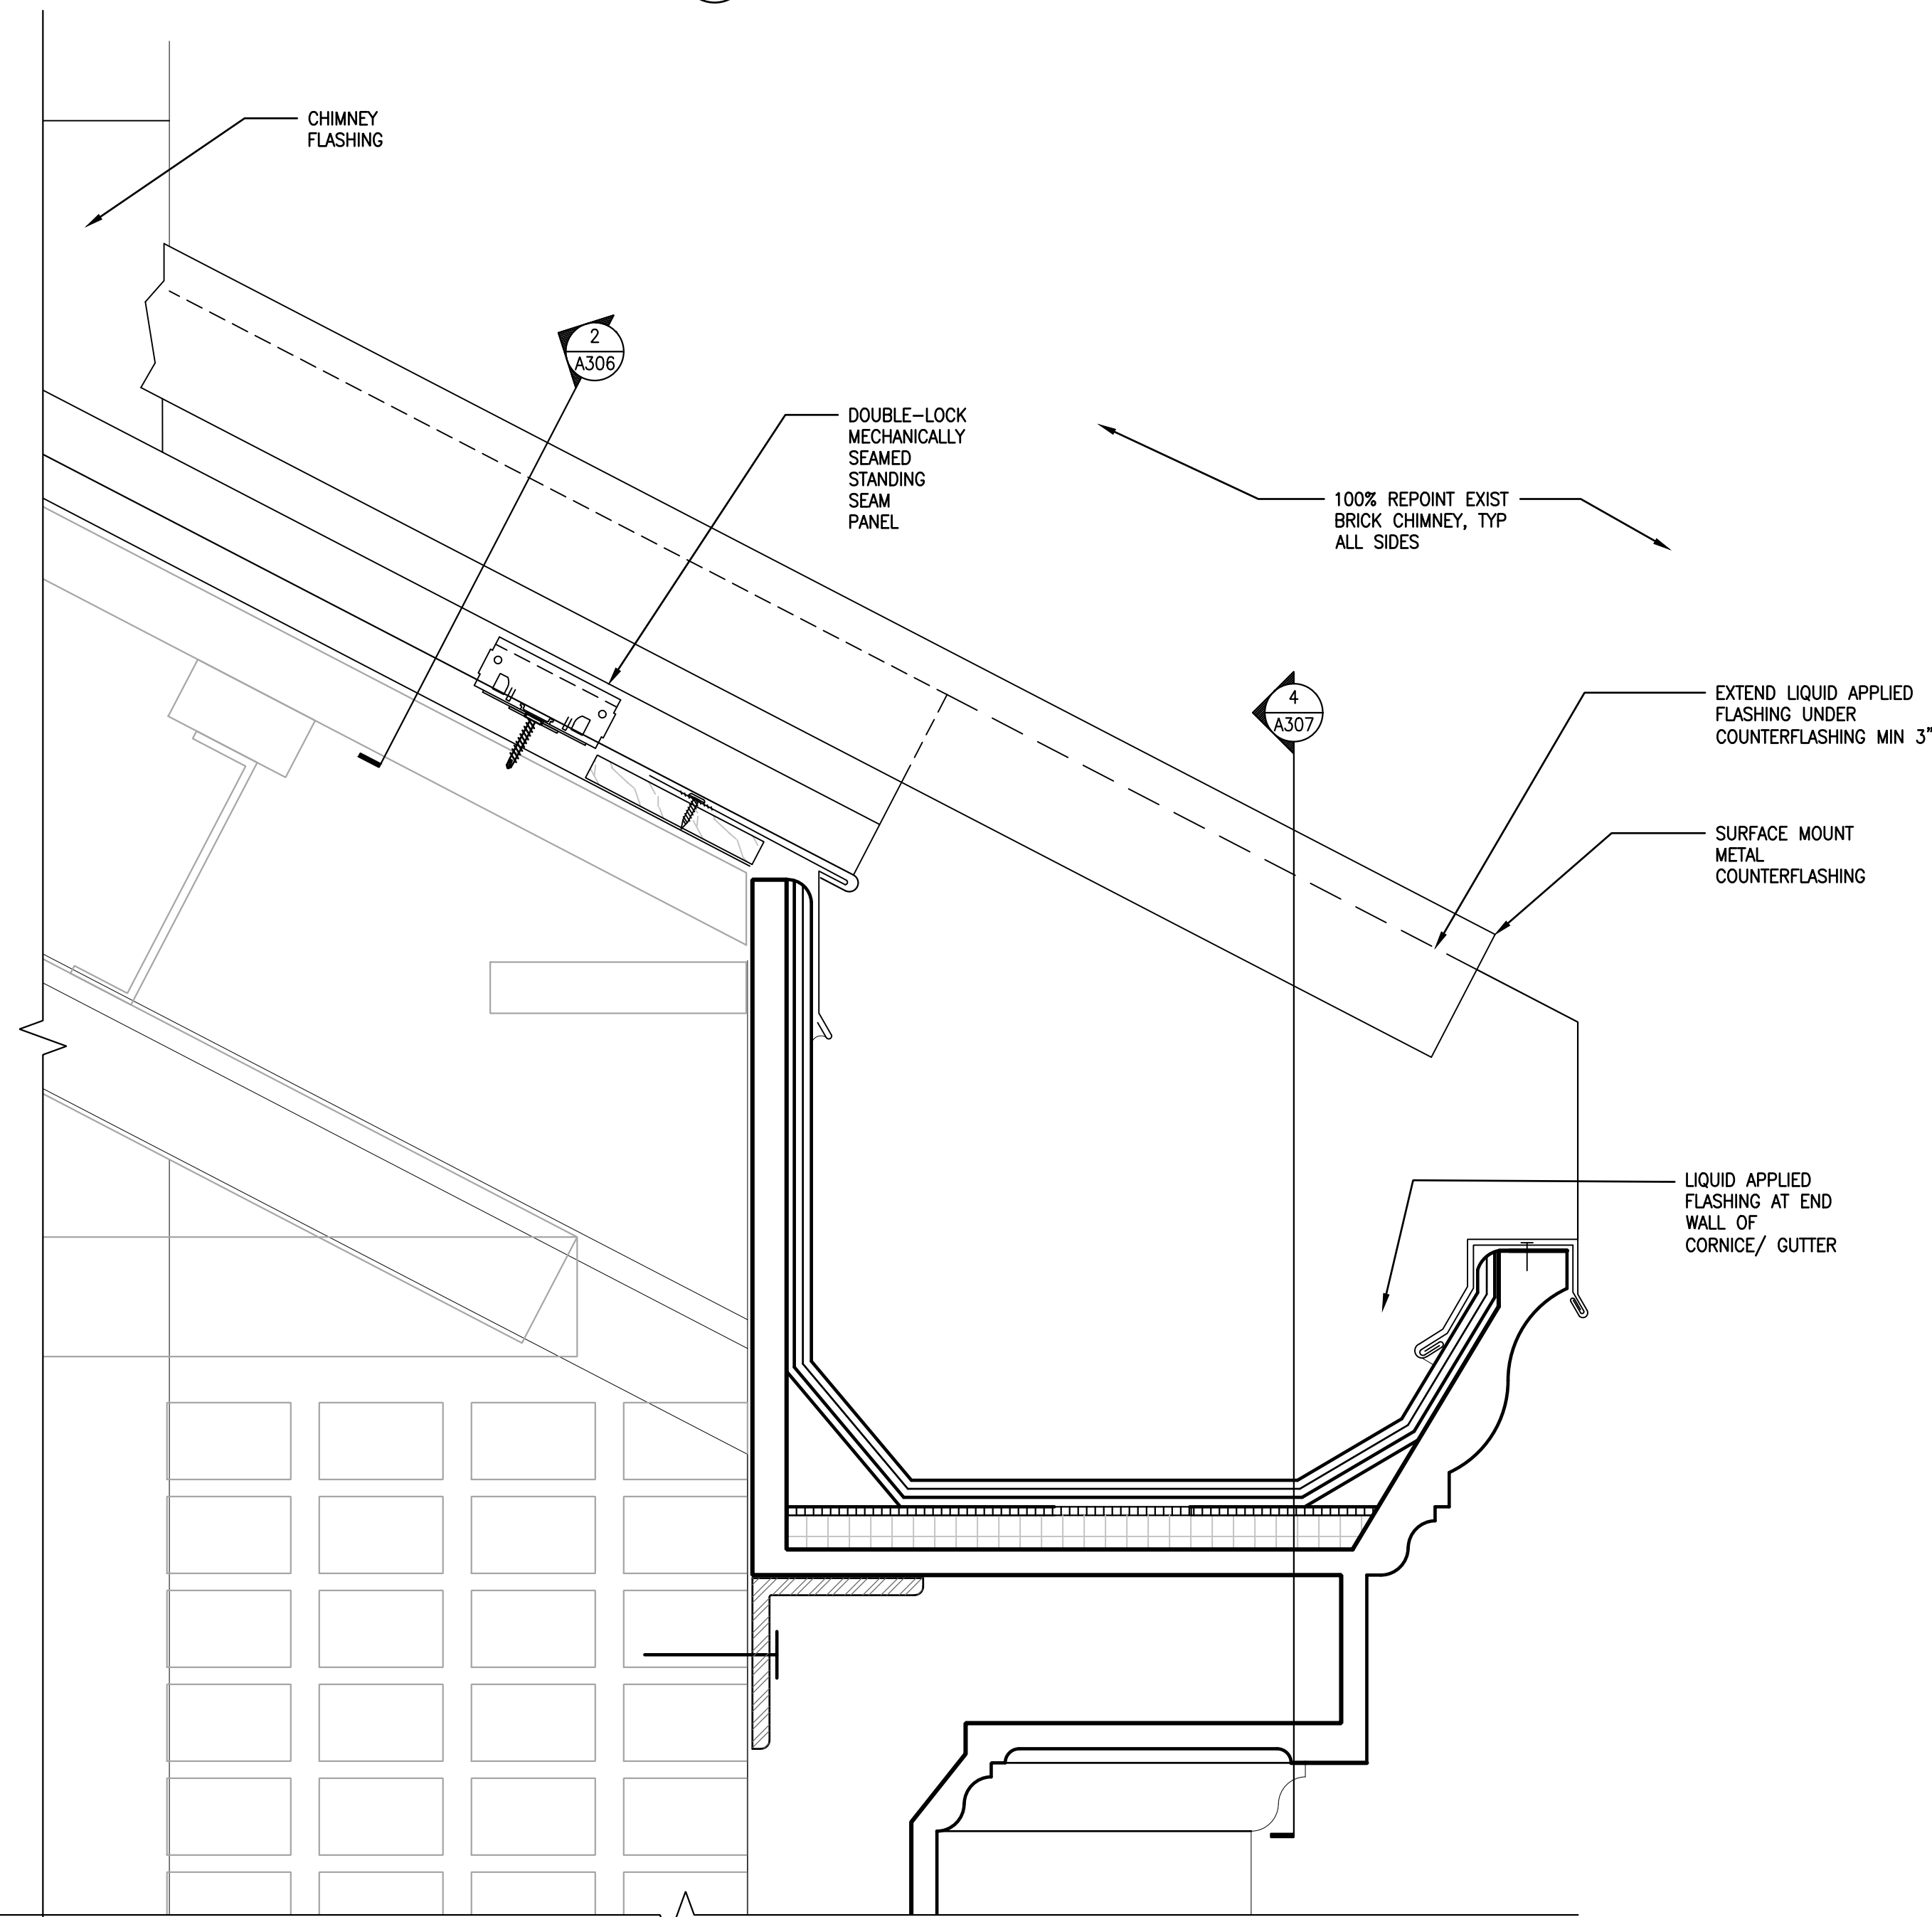 CHIMNEY
FLASHING
2
A306
DOUBLE-LOCK
MECHANICALLY
SEAMED
STANDING
SEAM
PANEL
100% REPOINT EXIST
BRICK CHIMNEY, TYP
ALL SIDES
4
A307
EXTEND LIQUID APPLIED
FLASHING UNDER
COUNTERFLASHING MIN 3"
SURFACE MOUNT
METAL
COUNTERFLASHING
LIQUID APPLIED
FLASHING AT END
WALL OF
CORNICE/ GUTTER